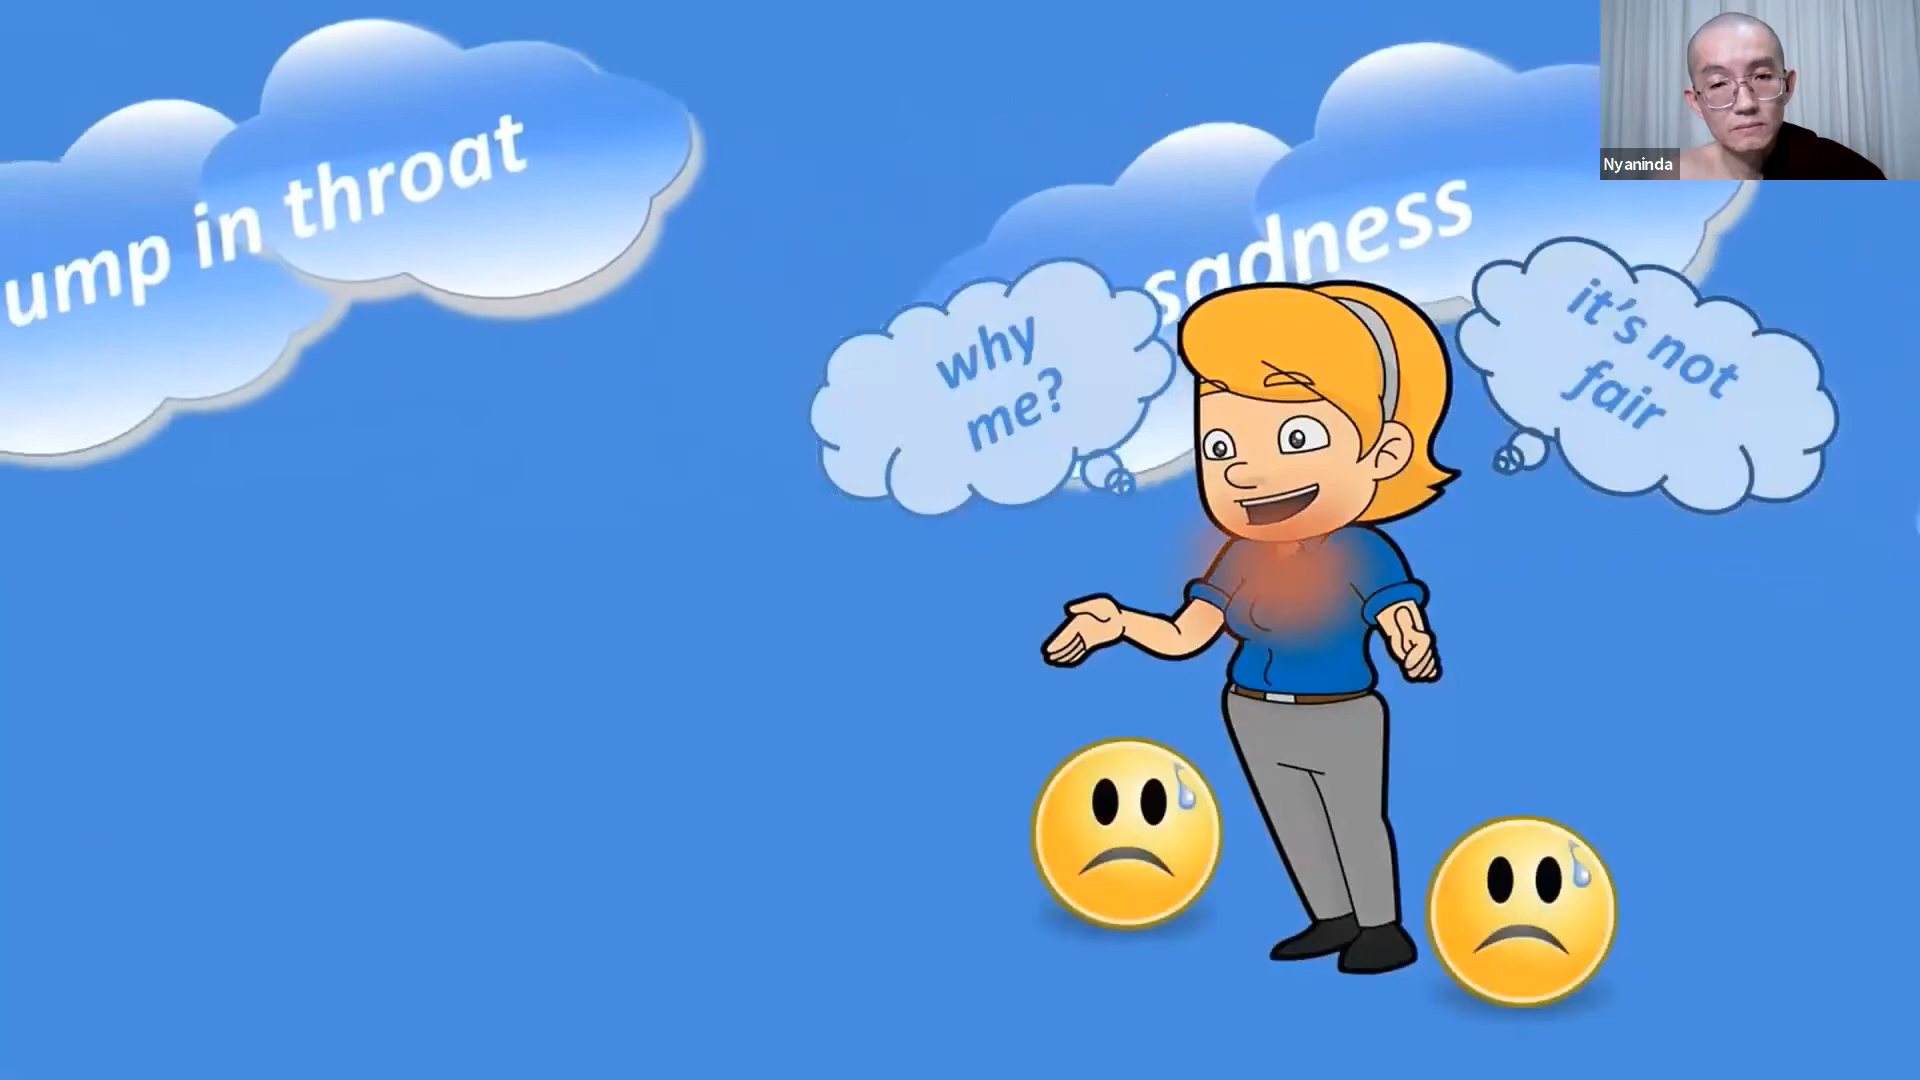 ump in throat
sadness
why
me?
it's not
fair
Nyaninda